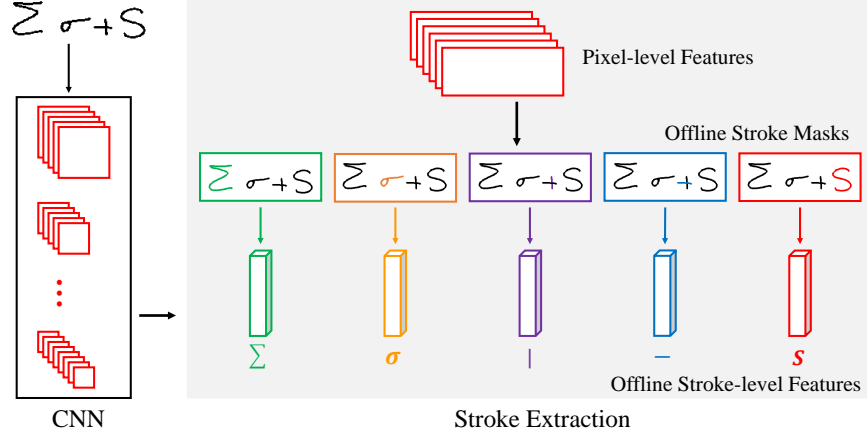 Σ σ + S
Pixel-level Features
Offline Stroke Masks
Σ σ + S Σ σ + S Σ σ + S Σ σ + S Σ σ + S
Σ σ | − s
Offline Stroke-level Features
CNN Stroke Extraction